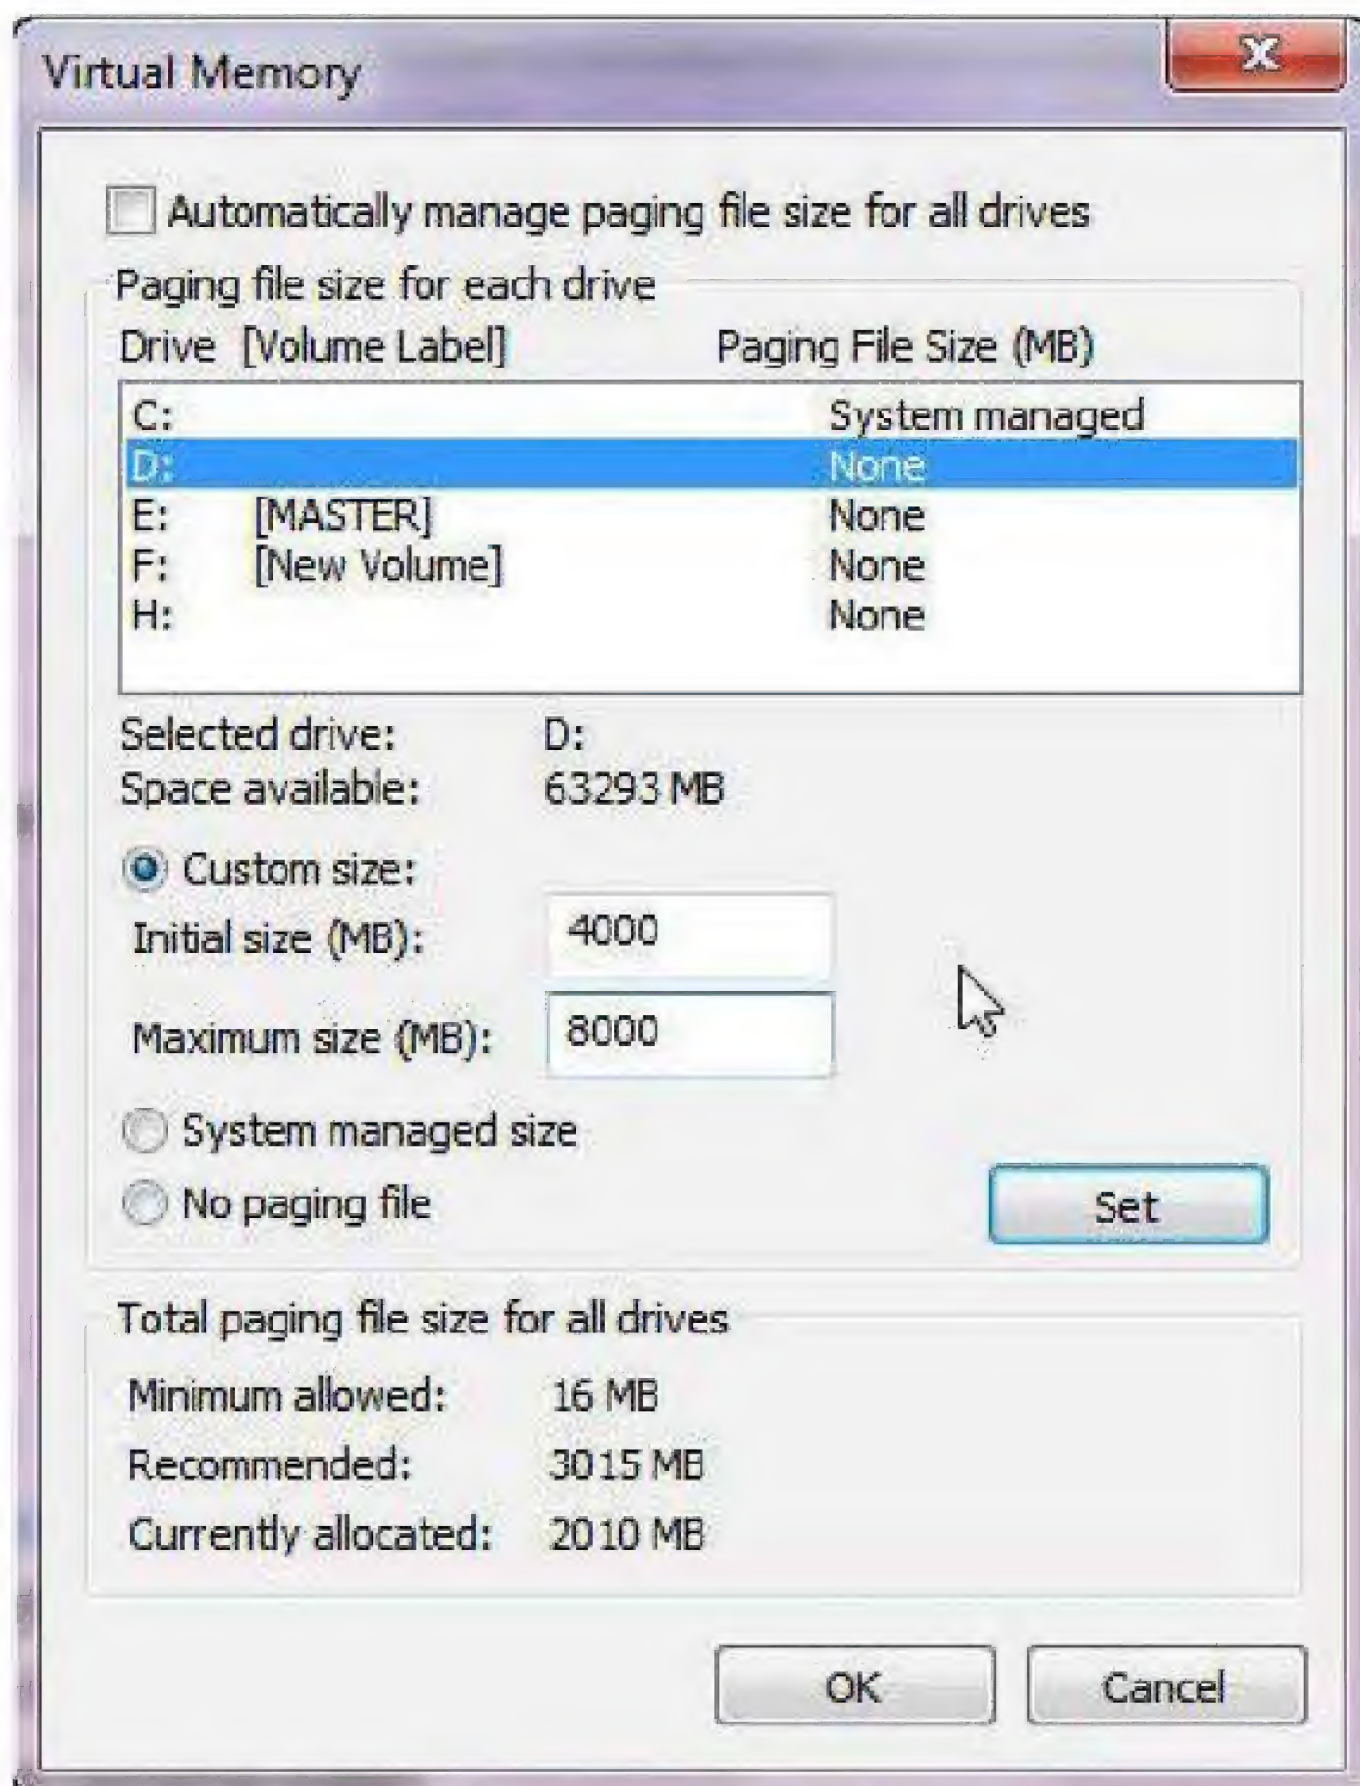 Virtual Memory
Automatically manage paging file size for all drives
Paging file size for each drive
Drive [Volume Label] Paging File Size (MB)
C: System managed
D: None
E: [MASTER] None
F: [New Volume] None
H: None
Selected drive: D:
Space available: 63293 MB
Custom size:
Initial size (MB): 4000
Maximum size (MB): 8000
System managed size
No paging file
Set
Total paging file size for all drives
Minimum allowed: 16 MB
Recommended: 3015 MB
Currently allocated: 2010 MB
OK Cancel